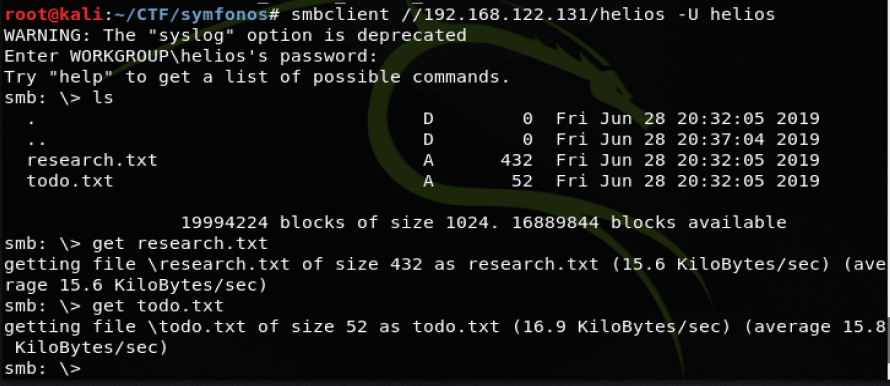 root@kali:~/CTF/symfonos# smbclient //192.168.122.131/helios -U helios
WARNING: The "syslog" option is deprecated
Enter WORKGROUP\helios's password:
Try "help" to get a list of possible commands.
smb: \> ls
  .                                   D        0  Fri Jun 28 20:32:05 2019
  ..                                  D        0  Fri Jun 28 20:37:04 2019
  research.txt                        A      432  Fri Jun 28 20:32:05 2019
  todo.txt                            A       52  Fri Jun 28 20:32:05 2019
                19994224 blocks of size 1024. 16889844 blocks available
smb: \> get research.txt
getting file \research.txt of size 432 as research.txt (15.6 KiloBytes/sec) (ave
rage 15.6 KiloBytes/sec)
smb: \> get todo.txt
getting file \todo.txt of size 52 as todo.txt (16.9 KiloBytes/sec) (average 15.8
 KiloBytes/sec)
smb: \>